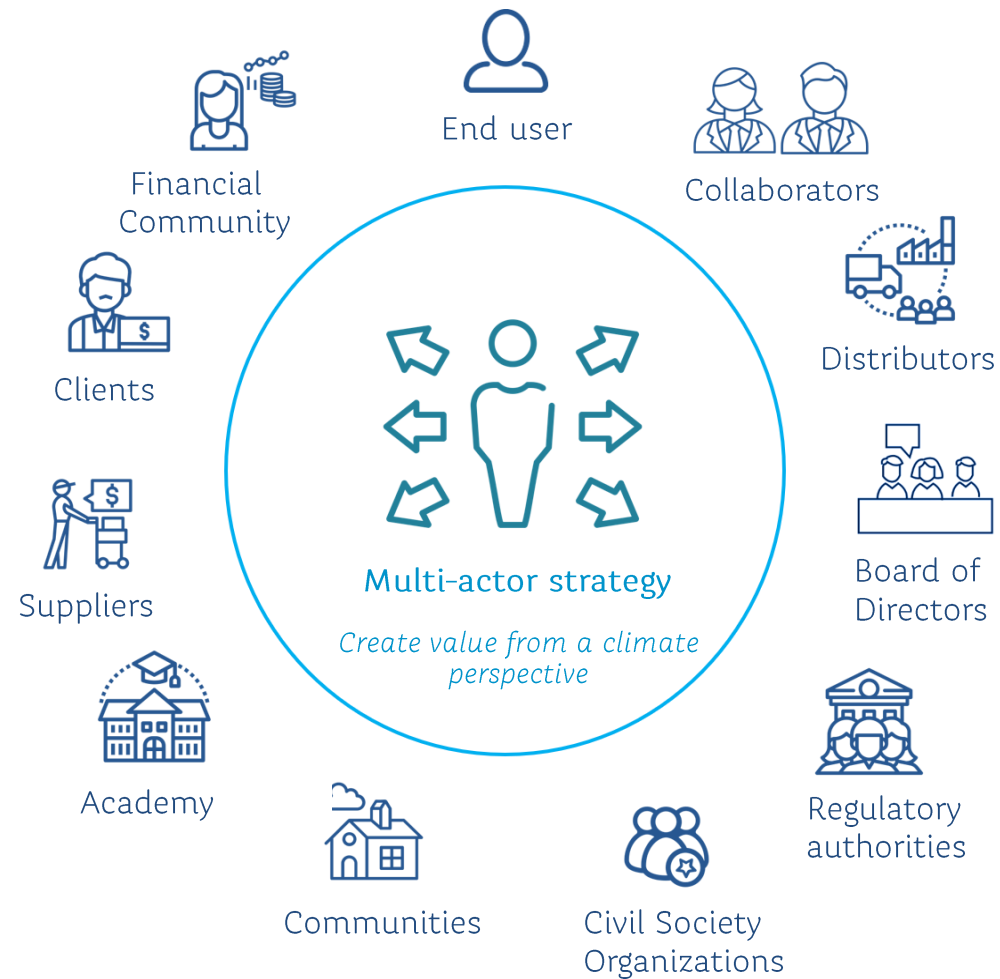 End user
Collaborators
Financial
Community
Distributors
Clients
$
Board of
Directors
$
Suppliers
Multi-actor strategy
Create value from a climate
perspective
Academy
Regulatory
authorities
Communities
Civil Society
Organizations